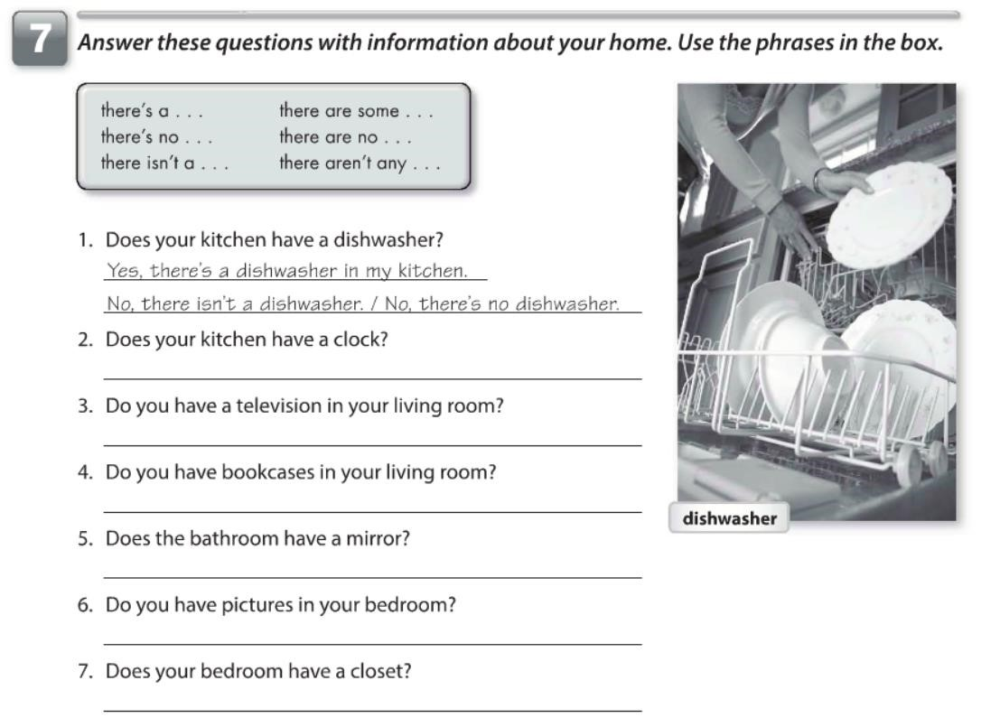 7
Answer these questions with information about your home. Use the phrases in the box.
there's a . . .
there are some . . .
there's no . . .
there are no . . .
there isn't a . . .
there aren't any . . .
1. Does your kitchen have a dishwasher?
Yes, there's a dishwasher in my kitchen.
No, there isn't a dishwasher. / No, there's no dishwasher.
2. Does your kitchen have a clock?
3. Do you have a television in your living room?
4. Do you have bookcases in your living room?
5. Does the bathroom have a mirror?
6. Do you have pictures in your bedroom?
7. Does your bedroom have a closet?
dishwasher